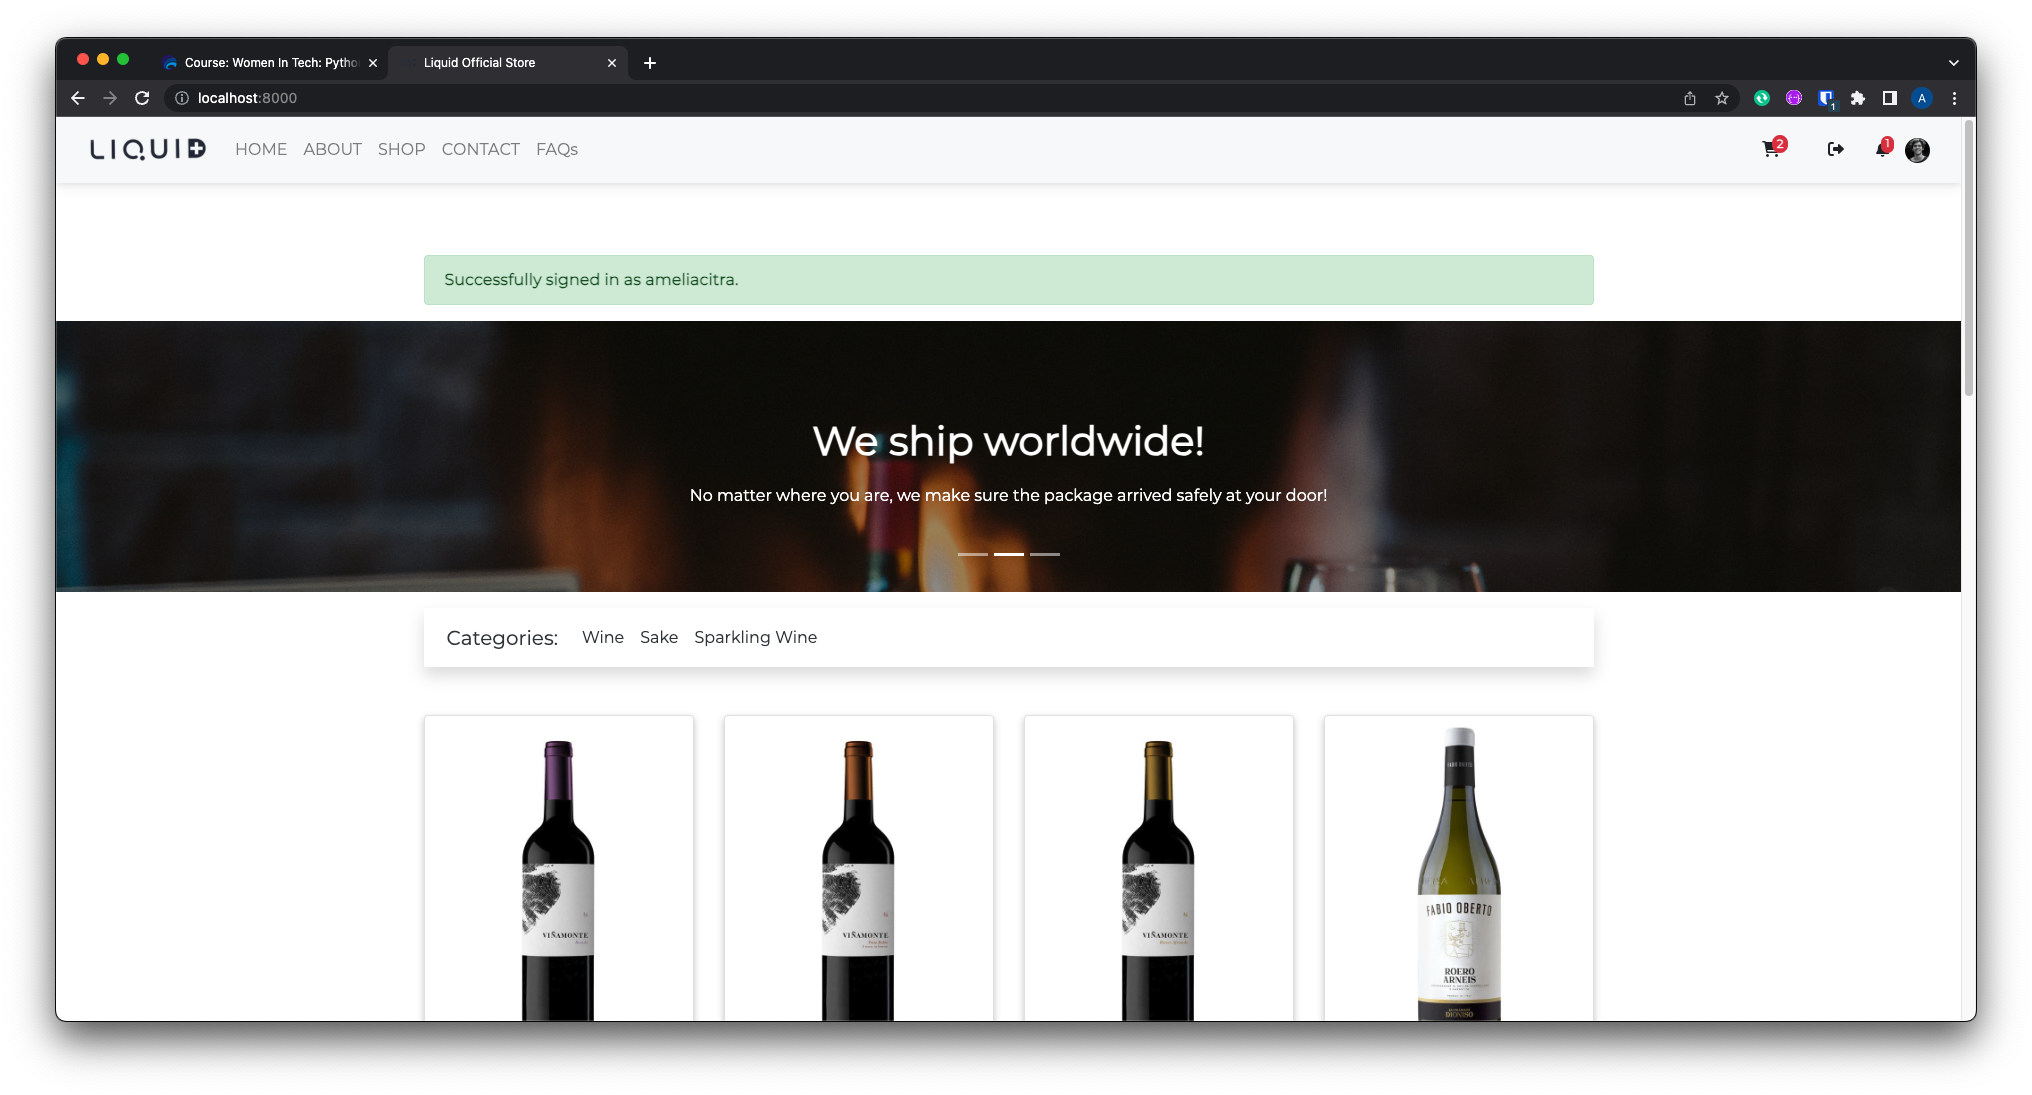 Course: Women In Tech: Pytho
Liquid Official Store
localhost:8000
1
A
LIQUID
HOME ABOUT SHOP CONTACT FAQs
2
1
Successfully signed in as ameliacitra.
We ship worldwide!
No matter where you are, we make sure the package arrived safely at your door!
Categories: Wine Sake Sparkling Wine
VIÑAMONTE
VIÑAMONTE
VIÑAMONTE
FABIO OBERTO
ROERO
ARNEIS
DIONISO